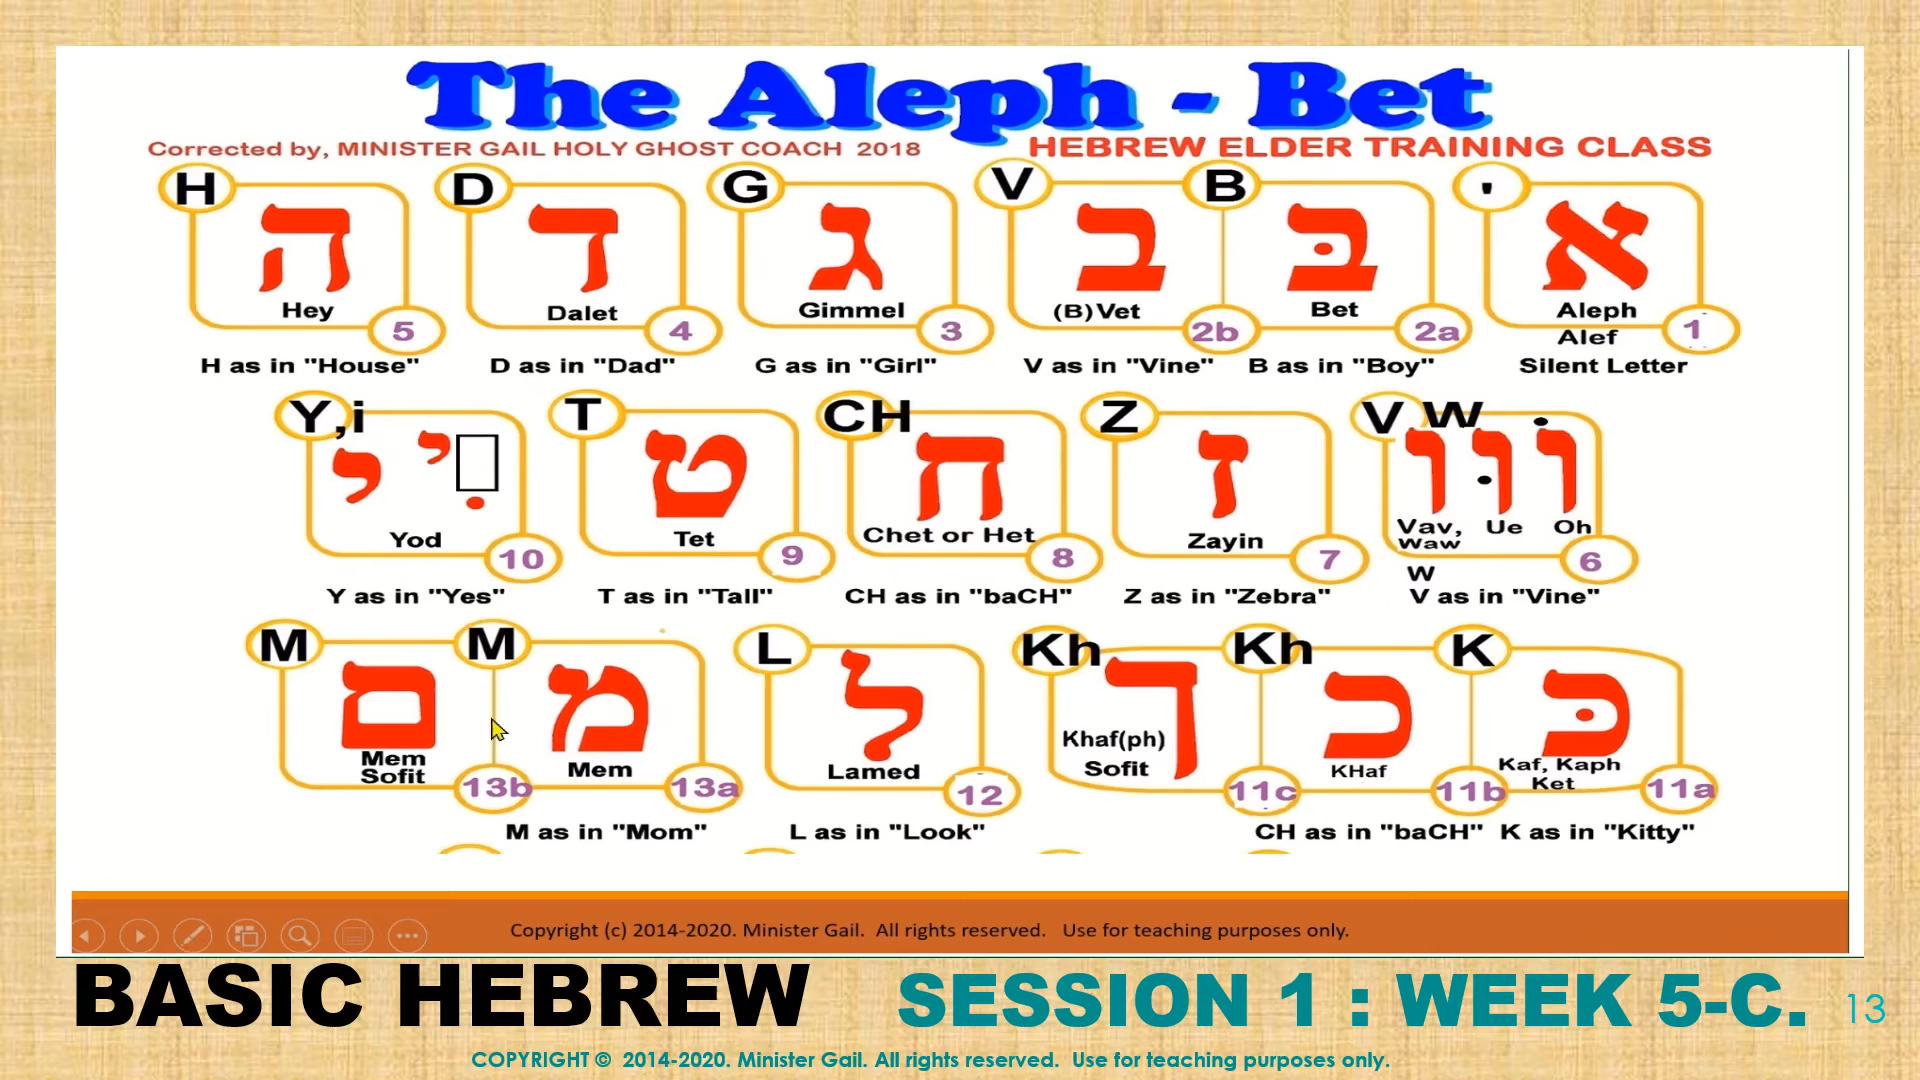 The Aleph - Bet
Corrected by, MINISTER GAIL HOLY GHOST COACH 2018
HEBREW ELDER TRAINING CLASS
H D G V B '
ה ד ג ב בּ א
Hey Dalet Gimmel (B)Vet Bet Aleph
5 4 3 2b 2a 1
Alef
H as in "House" D as in "Dad" G as in "Girl" V as in "Vine" B as in "Boy" Silent Letter
Y,i T CH Z V W
י ִי ט ח ז ו וּ וֹ
Yod Tet Chet or Het Zayin Vav, Ue Oh
Waw
10 9 8 7 6
W
Y as in "Yes" T as in "Tall" CH as in "baCH" Z as in "Zebra" V as in "Vine"
M M L Kh Kh K
ם מ ל ך כ כּ
Mem Mem Lamed Khaf(ph) KHaf Kaf, Kaph
Sofit Sofit Ket
13b 13a 12 11c 11b 11a
M as in "Mom" L as in "Look" CH as in "baCH" K as in "Kitty"
Copyright (c) 2014-2020. Minister Gail. All rights reserved. Use for teaching purposes only.
BASIC HEBREW SESSION 1 : WEEK 5-C. 13
COPYRIGHT © 2014-2020. Minister Gail. All rights reserved. Use for teaching purposes only.